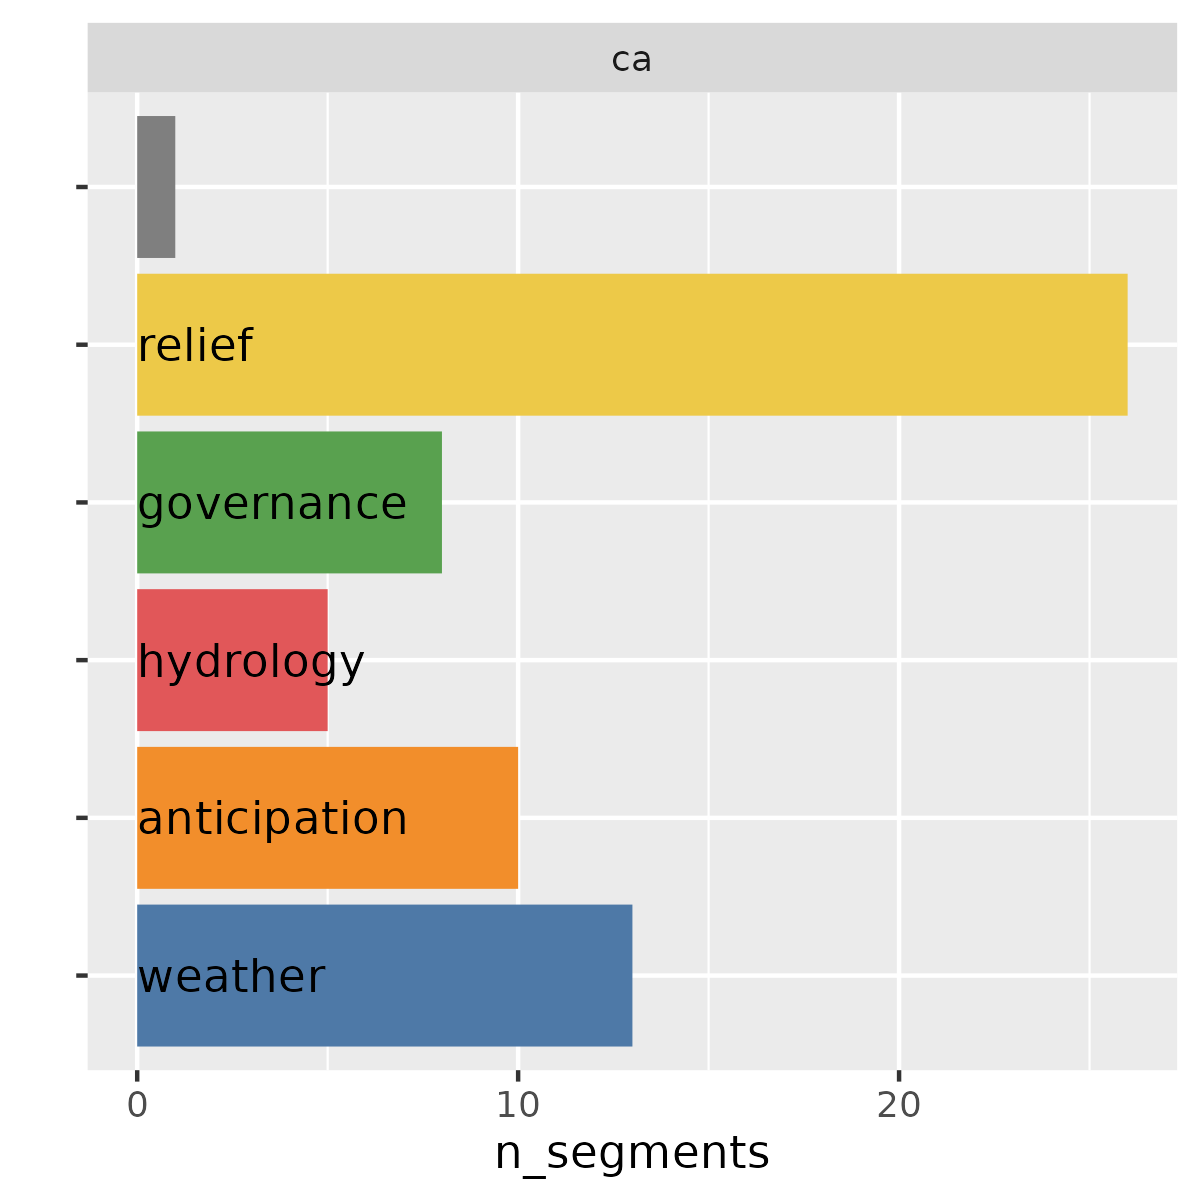 ca
relief
governance
hydrology
anticipation
weather
0 10 20
n_segments